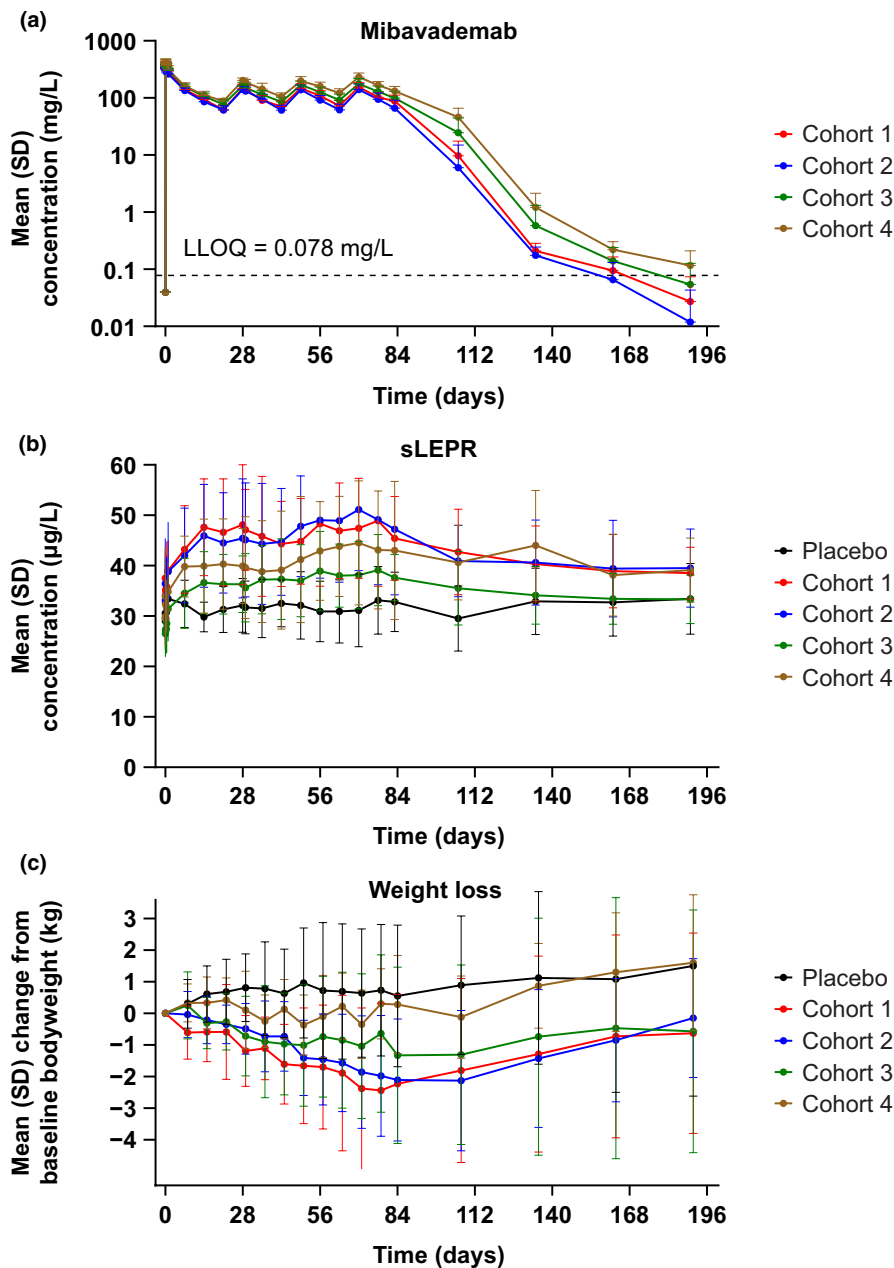 (a)
Mibavademab
Mean (SD)
concentration (mg/L)
1000
100
10
1
0.1
0.01
LLOQ = 0.078 mg/L
0 28 56 84 112 140 168 196
Time (days)
Cohort 1
Cohort 2
Cohort 3
Cohort 4
(b)
sLEPR
Mean (SD)
concentration (µg/L)
60
50
40
30
20
10
0
0 28 56 84 112 140 168 196
Time (days)
Placebo
Cohort 1
Cohort 2
Cohort 3
Cohort 4
(c)
Weight loss
Mean (SD) change from
baseline bodyweight (kg)
3
2
1
0
−1
−2
−3
−4
0 28 56 84 112 140 168 196
Time (days)
Placebo
Cohort 1
Cohort 2
Cohort 3
Cohort 4